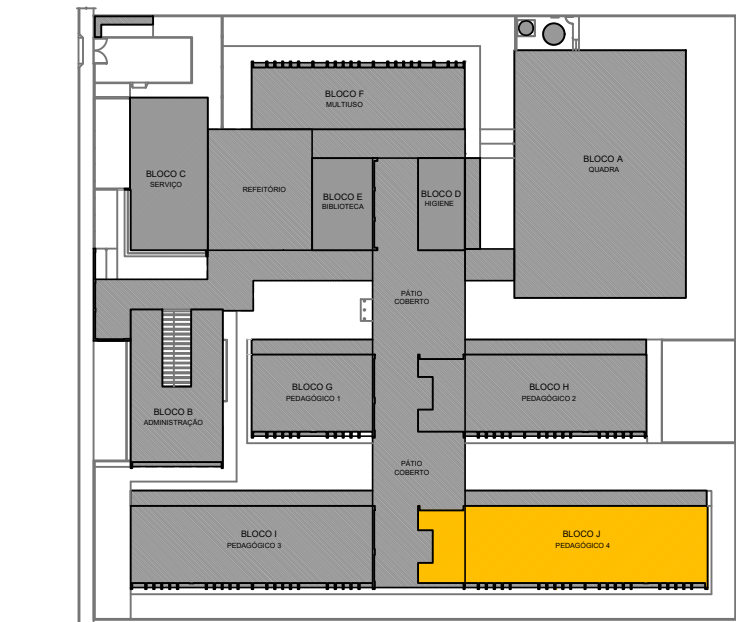 BLOCO F
MULTIUSO
BLOCO A
QUADRA
BLOCO C
SERVIÇO
REFEITÓRIO
BLOCO E
BIBLIOTECA
BLOCO D
HIGIENE
PÁTIO
COBERTO
BLOCO G
PEDAGÓGICO 1
BLOCO H
PEDAGÓGICO 2
BLOCO B
ADMINISTRAÇÃO
PÁTIO
COBERTO
BLOCO I
PEDAGÓGICO 3
BLOCO J
PEDAGÓGICO 4